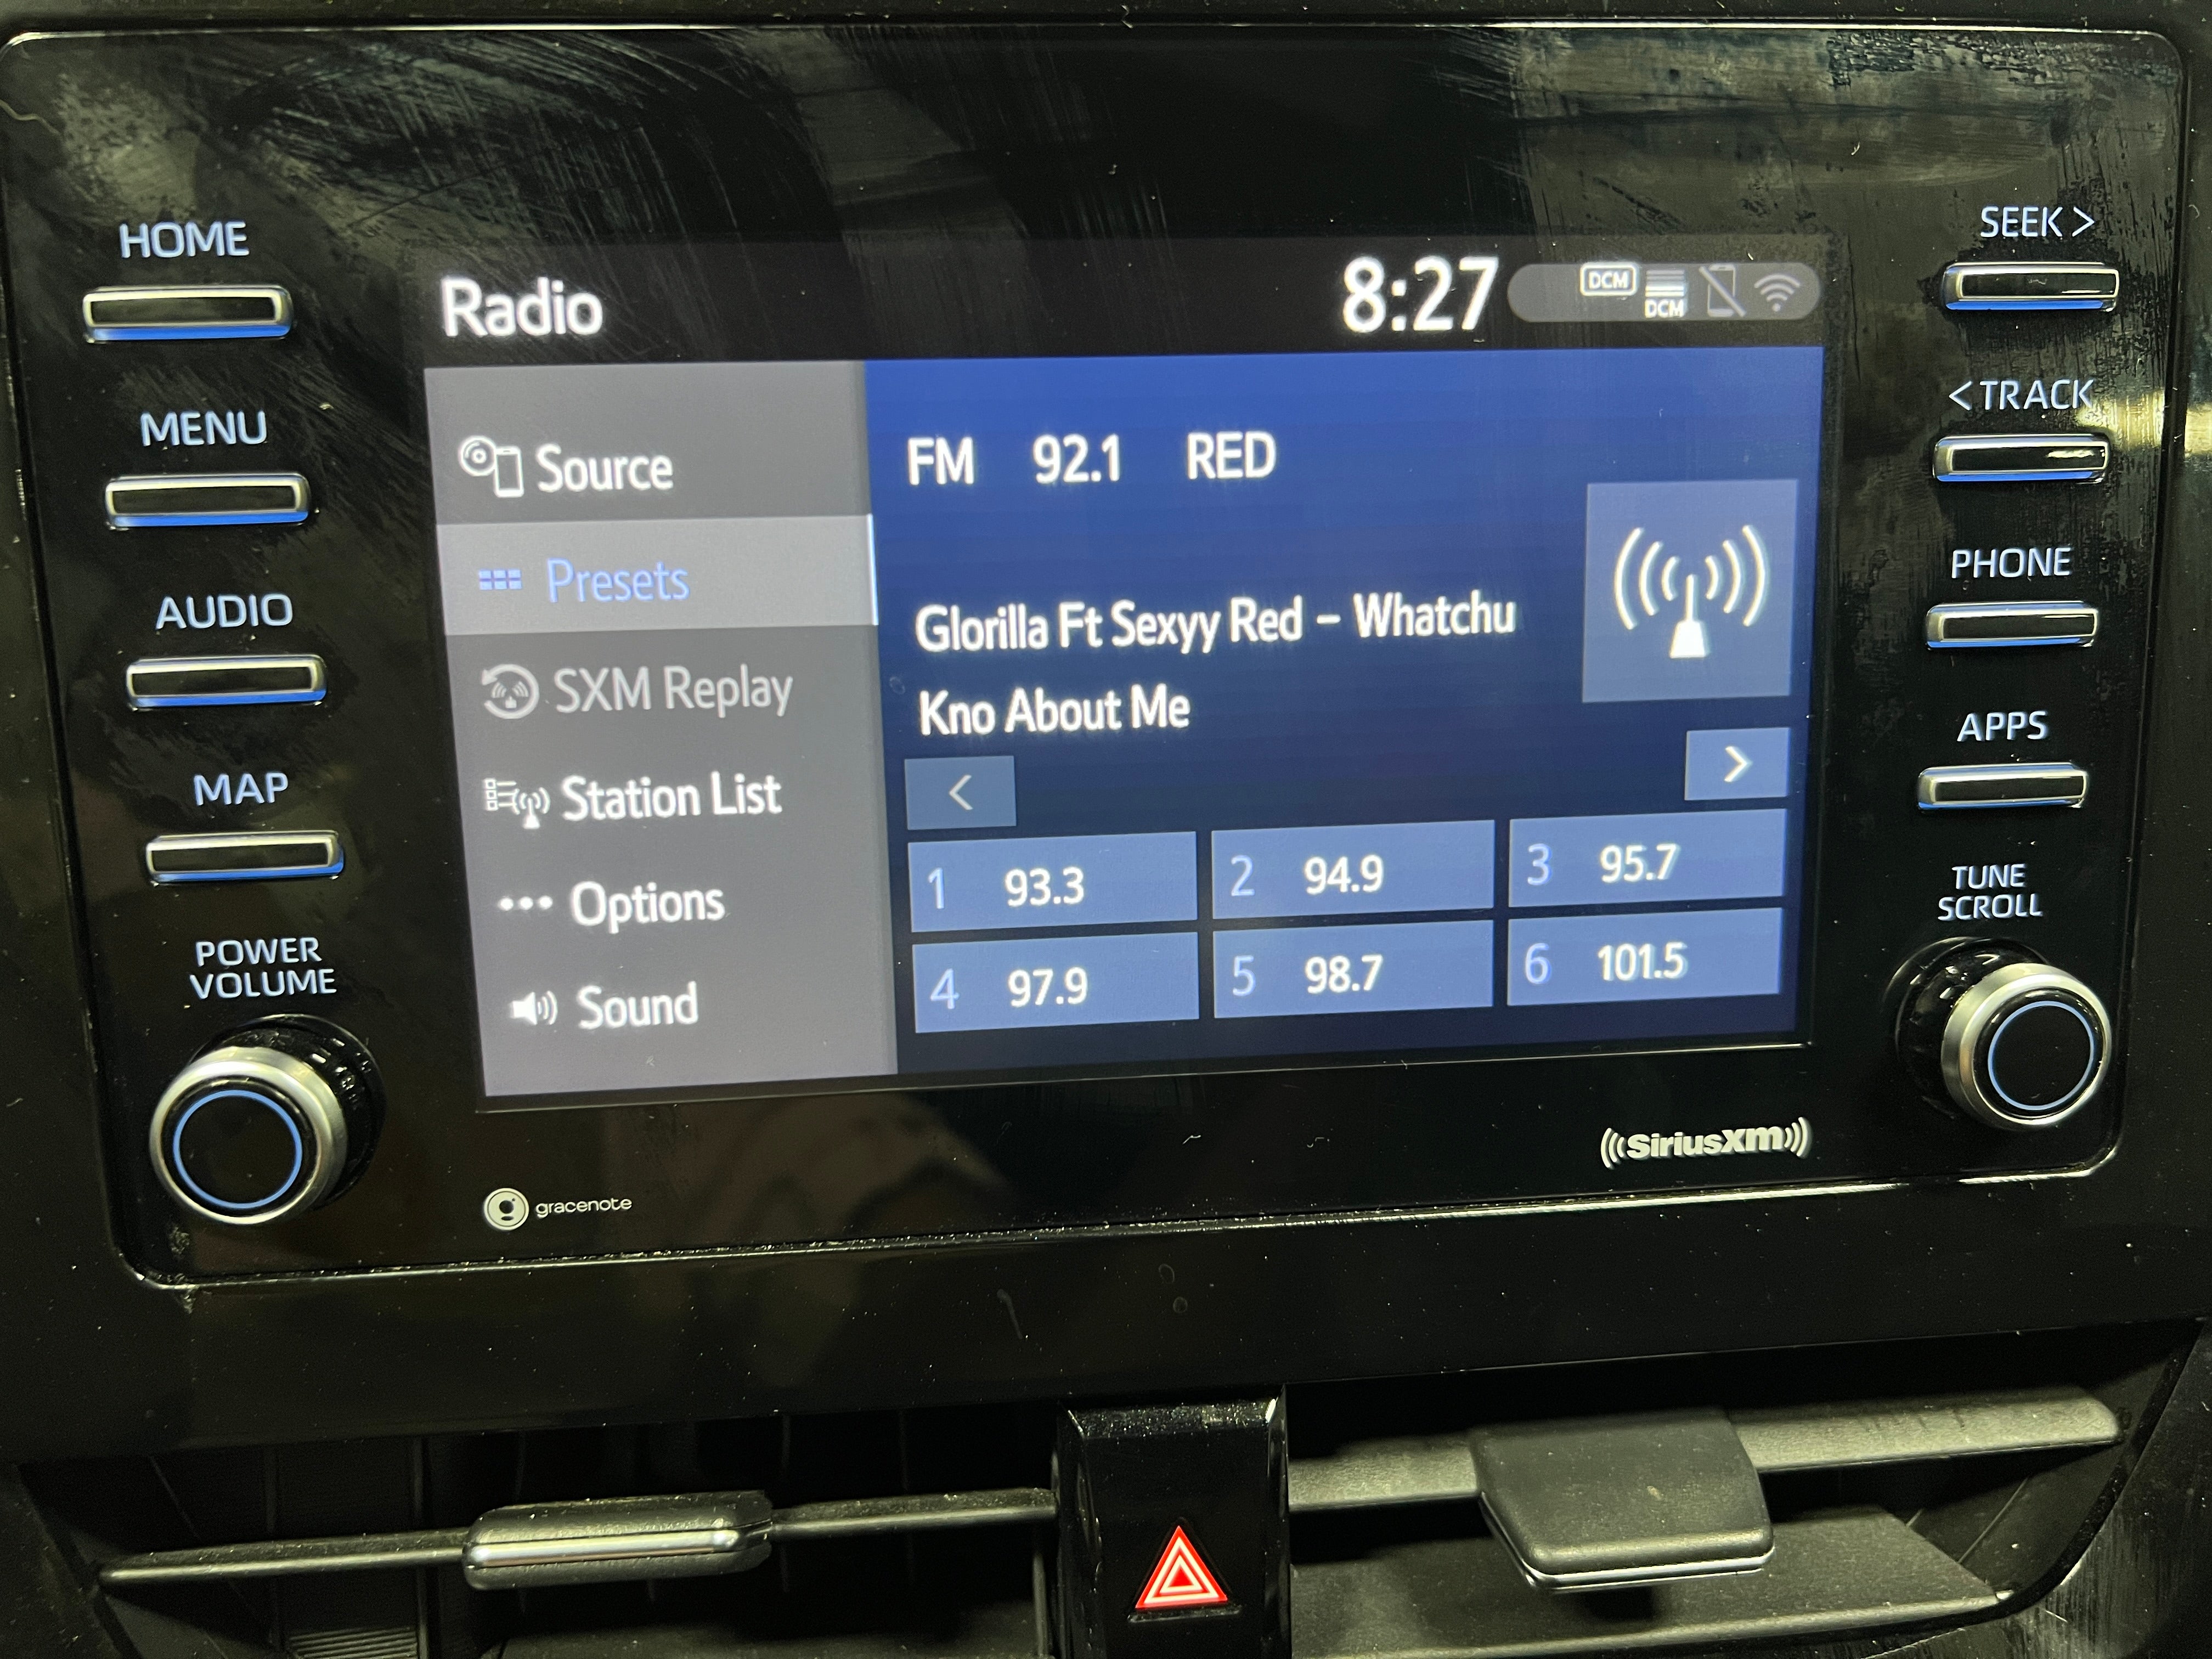 HOME
MENU
AUDIO
MAP
POWER
VOLUME
Radio
8:27
DCM
DCM
Source
Presets
SXM Replay
Station List
Options
Sound
FM 92.1 RED
Glorilla Ft Sexyy Red – Whatchu
Kno About Me
<
>
1 93.3
2 94.9
3 95.7
4 97.9
5 98.7
6 101.5
gracenote
SiriusXM
SEEK >
< TRACK
PHONE
APPS
TUNE
SCROLL